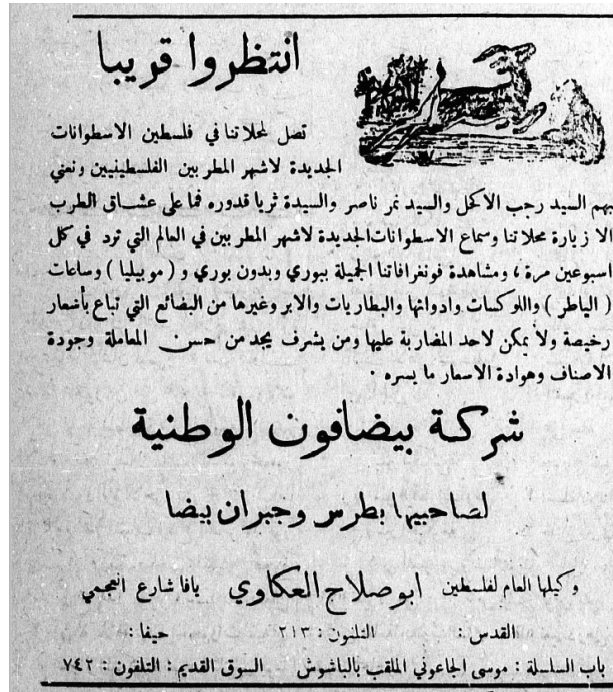 انتظروا قريبا
تصل لمحلاتنا في فلسطين الاسطوانات
الجديدة لاشهر المطربين الفلسطينيين ونعني
بهم السيد رجب الاكحل والسيد نمر ناصر والسيدة ثريا قدوره فما على عشاق الطرب
الا زيارة محلاتنا وسماع الاسطوانات الجديدة لاشهر المطربين في العالم التي ترد في كل
اسبوعين مرة ، ومشاهدة فونغرافاتنا الجميلة ببوري وبدون بوري و ( موبيليا ) وساعات
( الياطر ) واللوكسات وادواتها والبطاريات والابر وغيرها من البضائع التي تباع بأسعار
رخيصة ولا يمكن لاحد المضاربة عليها ومن يشرف يجد من حسن المعاملة وجودة
الاصناف وهوادة الاسعار ما يسره .
شركة بيضافون الوطنية
لصاحبيها بطرس وجبران بيضا
وكيلها العام لفلسطين ابو صلاح العكاوي يافا شارع العجمي
القدس : التلفون : ٢١٣ حيفا :
باب السلسلة : موسى الجاعوني الملقب بالباشوش السوق القديم : التلفون : ٧٤٢